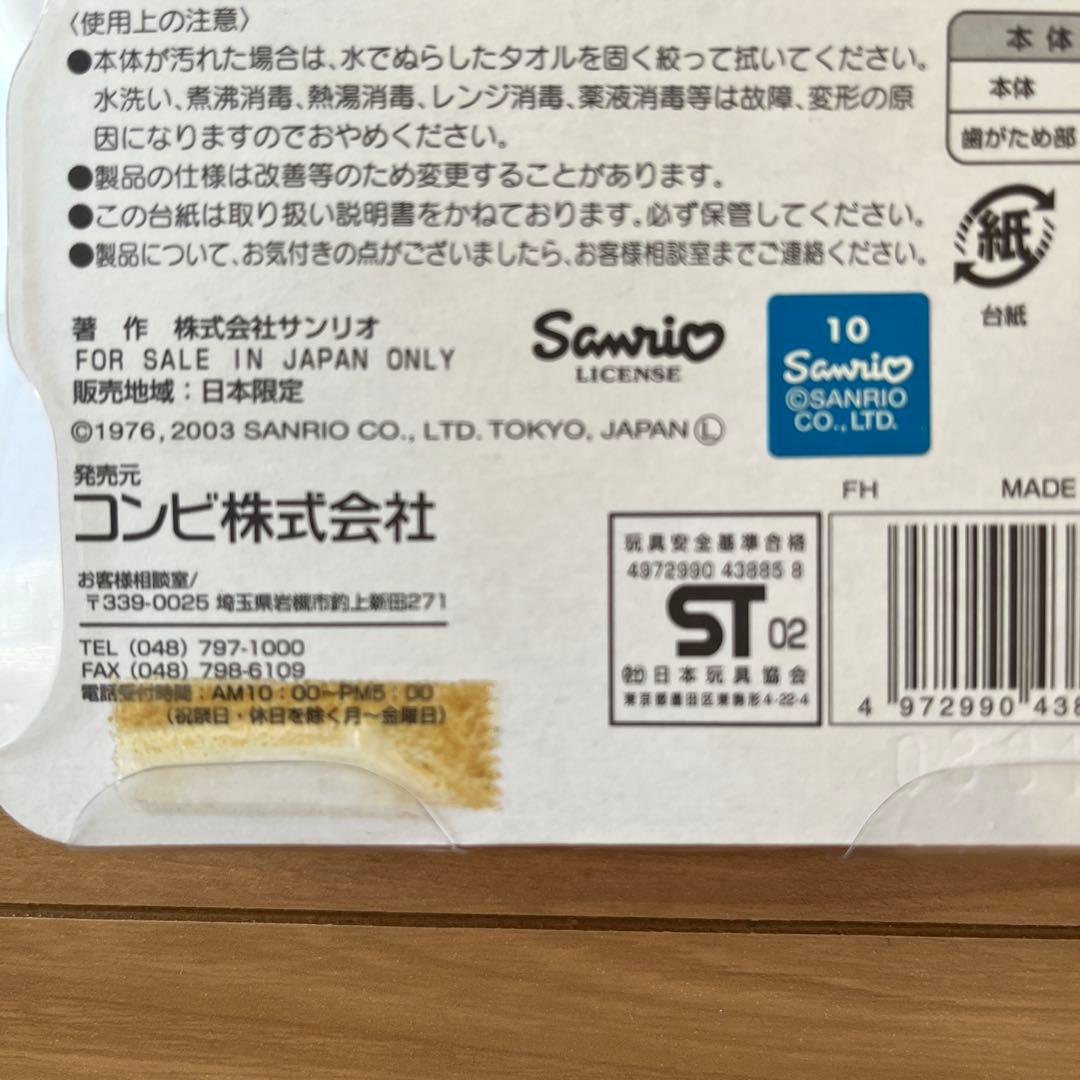 〈使用上の注意〉
●本体が汚れた場合は、水でぬらしたタオルを固く絞って拭いてください。
水洗い、煮沸消毒、熱湯消毒、レンジ消毒、薬液消毒等は故障、変形の原
因になりますのでおやめください。
●製品の仕様は改善等のため変更することがあります。
●この台紙は取り扱い説明書をかねております。必ず保管してください。
●製品について、お気付きの点がございましたら、お客様相談室までご連絡ください。
本体
本体
歯がため部
紙
台紙
著 作 株式会社サンリオ
FOR SALE IN JAPAN ONLY
販売地域：日本限定
©1976, 2003 SANRIO CO., LTD. TOKYO, JAPAN Ⓛ
Sanrio
LICENSE
10
Sanrio
©SANRIO
CO., LTD.
発売元
コンビ株式会社
お客様相談室/
〒339-0025 埼玉県岩槻市釣上新田271
TEL (048) 797-1000
FAX (048) 798-6109
電話受付時間：AM10：00〜PM5：00
(祝祭日・休日を除く月〜金曜日)
玩具安全基準合格
4972990 43885 8
ST 02
㈳日本玩具協会
東京都墨田区東駒形4-22-4
FH
MADE
4 972990 438